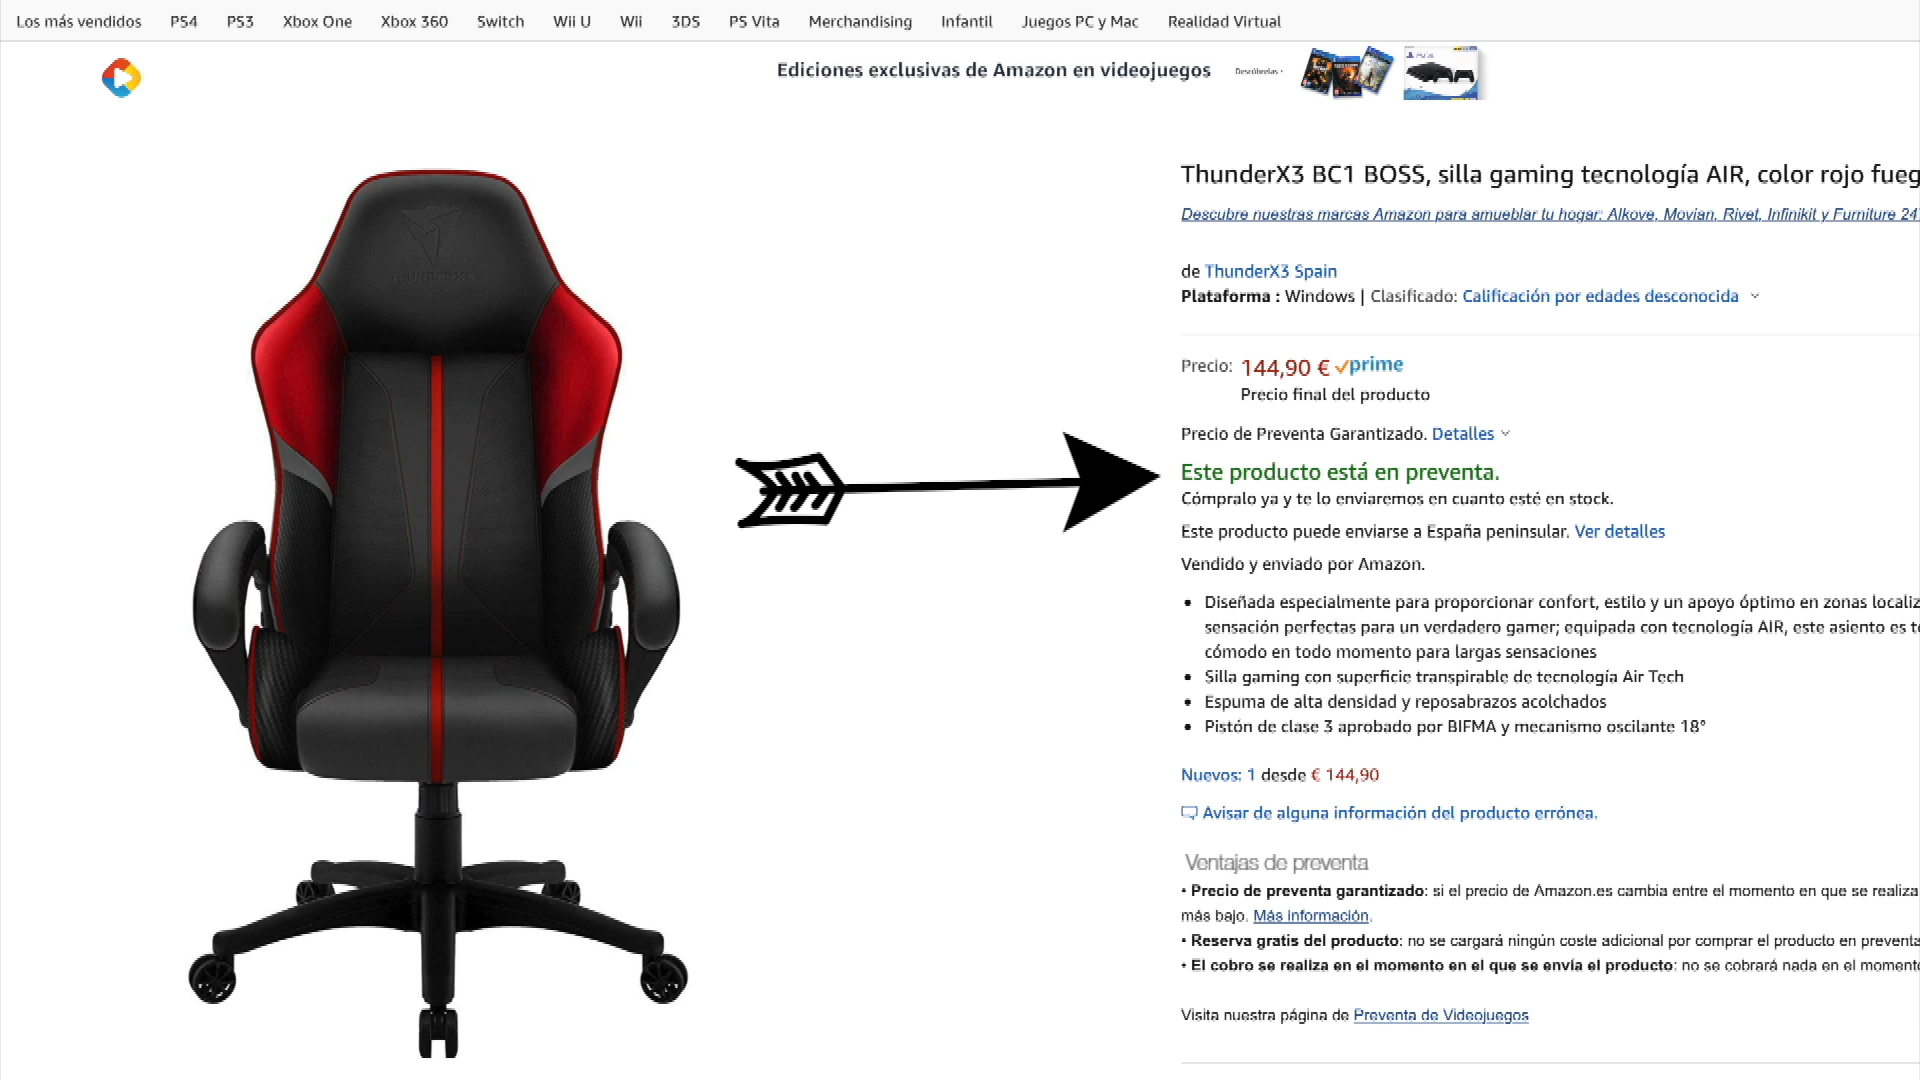 Los más vendidos PS4 PS3 Xbox One Xbox 360 Switch Wii U Wii 3DS PS Vita Merchandising Infantil Juegos PC y Mac Realidad Virtual
Ediciones exclusivas de Amazon en videojuegos Descúbrelas ›
ThunderX3 BC1 BOSS, silla gaming tecnología AIR, color rojo fueg
Descubre nuestras marcas Amazon para amueblar tu hogar: Alkove, Movian, Rivet, Infinikit y Furniture 24
de ThunderX3 Spain
Plataforma : Windows | Clasificado: Calificación por edades desconocida
Precio: 144,90 € prime
Precio final del producto
Precio de Preventa Garantizado. Detalles
Este producto está en preventa.
Cómpralo ya y te lo enviaremos en cuanto esté en stock.
Este producto puede enviarse a España peninsular. Ver detalles
Vendido y enviado por Amazon.
• Diseñada especialmente para proporcionar confort, estilo y un apoyo óptimo en zonas localiz
sensación perfectas para un verdadero gamer; equipada con tecnología AIR, este asiento es t
cómodo en todo momento para largas sensaciones
• Silla gaming con superficie transpirable de tecnología Air Tech
• Espuma de alta densidad y reposabrazos acolchados
• Pistón de clase 3 aprobado por BIFMA y mecanismo oscilante 18°
Nuevos: 1 desde € 144,90
Avisar de alguna información del producto errónea.
Ventajas de preventa
• Precio de preventa garantizado: si el precio de Amazon.es cambia entre el momento en que se realiza
más bajo. Más información.
• Reserva gratis del producto: no se cargará ningún coste adicional por comprar el producto en preventa
• El cobro se realiza en el momento en el que se envía el producto: no se cobrará nada en el moment
Visita nuestra página de Preventa de Videojuegos
THUNDERX3